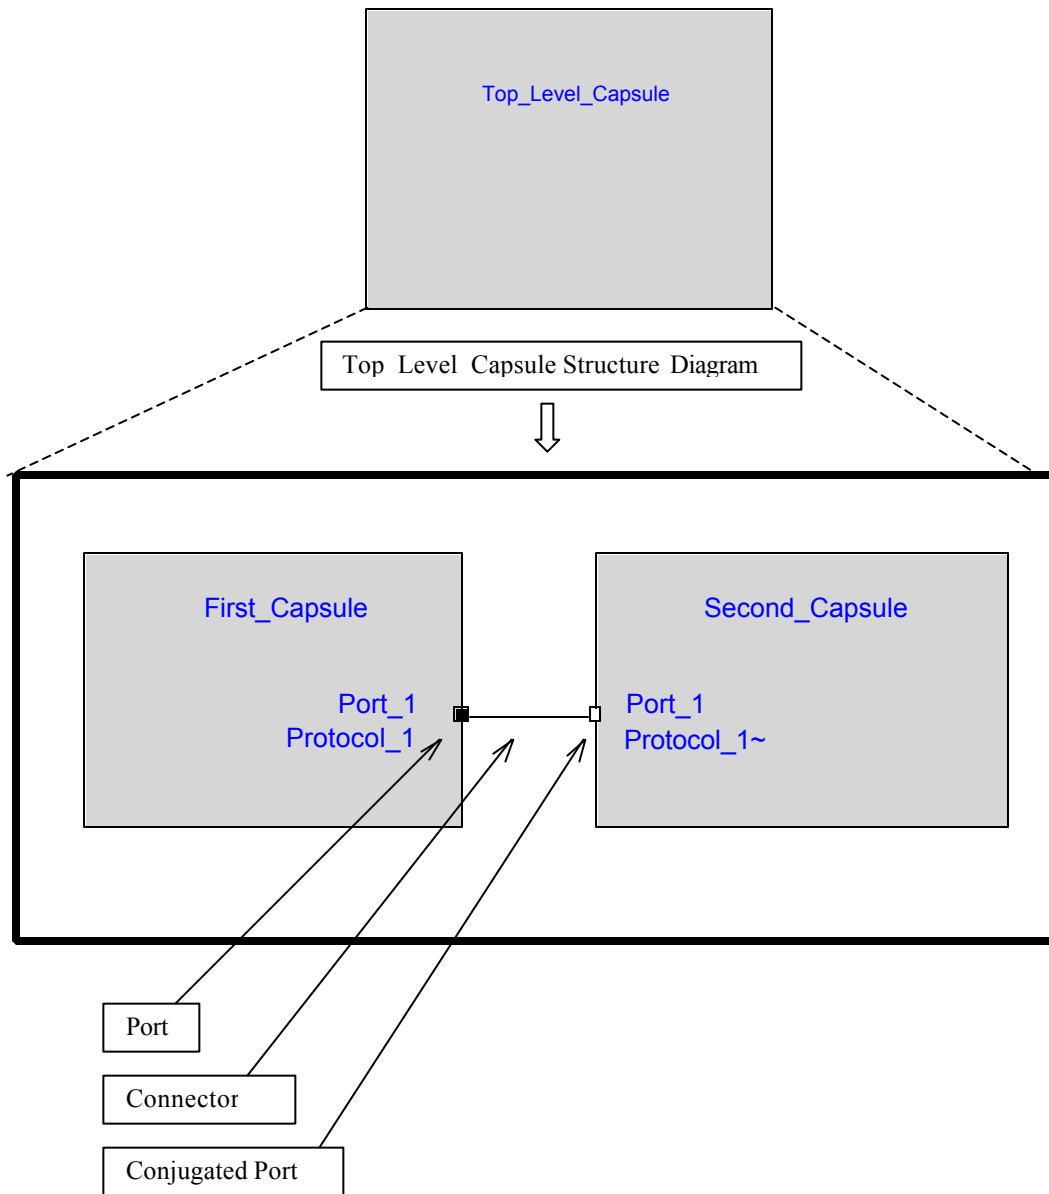 Top_Level_Capsule
Top Level Capsule Structure Diagram
First_Capsule
Second_Capsule
Port_1
Protocol_1
Port_1
Protocol_1~
Port
Connector
Conjugated Port